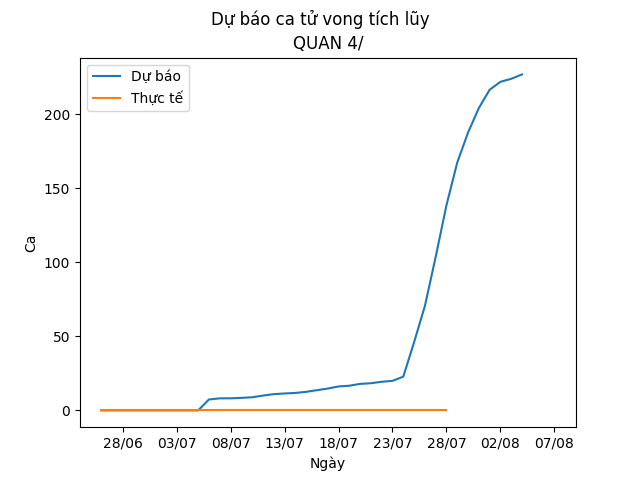 Dự báo ca tử vong tích lũy
QUAN 4/
Dự báo
Thực tế
Ca
200
150
100
50
0
28/06 03/07 08/07 13/07 18/07 23/07 28/07 02/08 07/08
Ngày